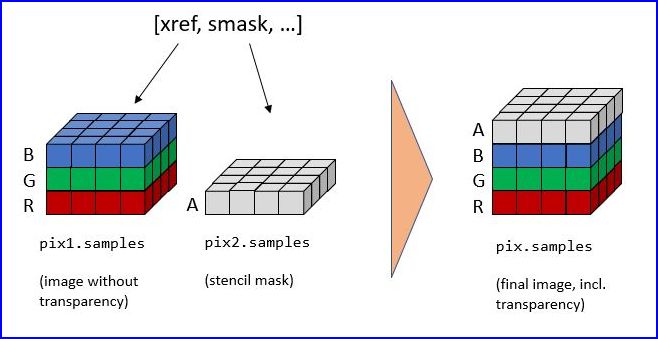 [xref, smask, …]
B
G
R
pix1.samples
(image without
transparency)
A
pix2.samples
(stencil mask)
A
B
G
R
pix.samples
(final image, incl.
transparency)